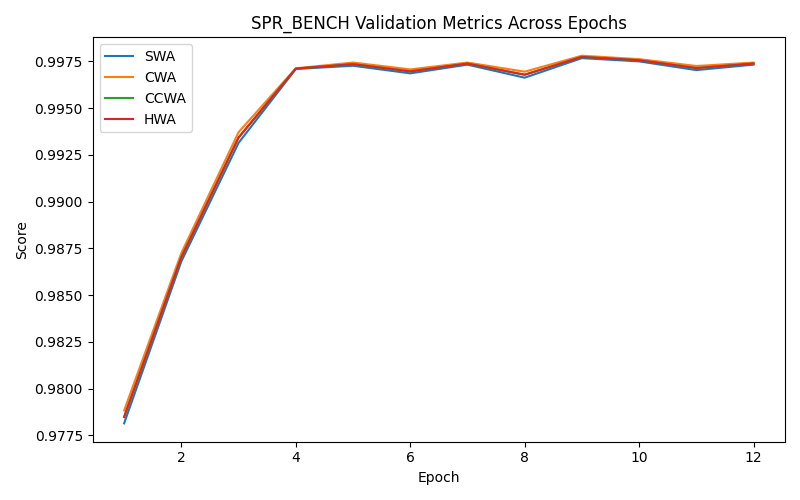 SPR_BENCH Validation Metrics Across Epochs
SWA
CWA
CCWA
HWA
Score
0.9975
0.9950
0.9925
0.9900
0.9875
0.9850
0.9825
0.9800
0.9775
2 4 6 8 10 12
Epoch